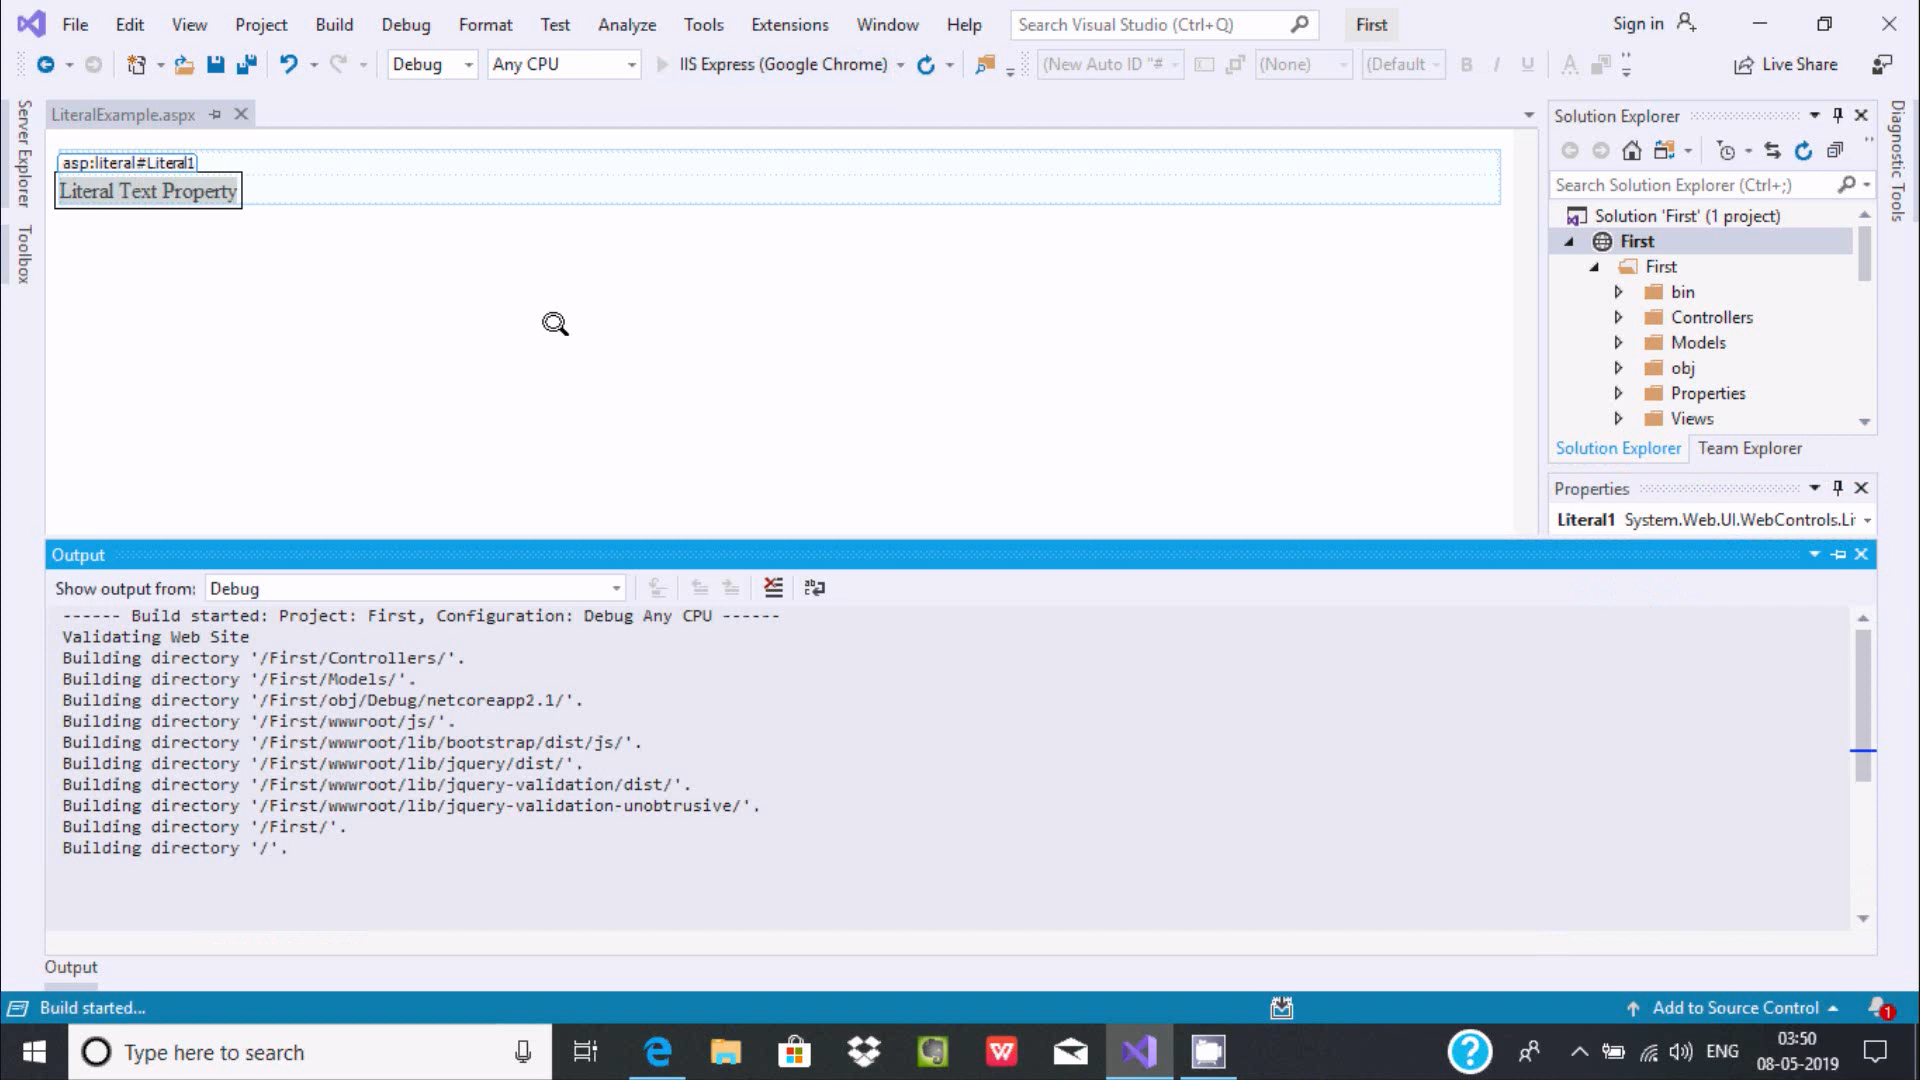 File Edit View Project Build Debug Format Test Analyze Tools Extensions Window Help Search Visual Studio (Ctrl+Q) First Sign in
Debug Any CPU IIS Express (Google Chrome) (New Auto ID "# (None) (Default B I U A Live Share
Server Explorer
Toolbox
LiteralExample.aspx
asp:literal#Literal1
Literal Text Property
Solution Explorer
Search Solution Explorer (Ctrl+;)
Solution 'First' (1 project)
First
First
bin
Controllers
Models
obj
Properties
Views
Solution Explorer Team Explorer
Properties
Literal1 System.Web.UI.WebControls.Li
Diagnostic Tools
Output
Show output from: Debug
------ Build started: Project: First, Configuration: Debug Any CPU ------
Validating Web Site
Building directory '/First/Controllers/'.
Building directory '/First/Models/'.
Building directory '/First/obj/Debug/netcoreapp2.1/'.
Building directory '/First/wwwroot/js/'.
Building directory '/First/wwwroot/lib/bootstrap/dist/js/'.
Building directory '/First/wwwroot/lib/jquery/dist/'.
Building directory '/First/wwwroot/lib/jquery-validation/dist/'.
Building directory '/First/wwwroot/lib/jquery-validation-unobtrusive/'.
Building directory '/First/'.
Building directory '/'.
Output
Build started... Add to Source Control 1
Type here to search W ? ENG 03:50
08-05-2019